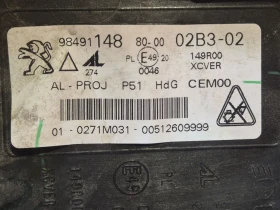 98491148 80-00 02B3-02
274 PL E49 20 149R00
0046 XCVER
AL-PROJ P51 HdG CEM00
01-0271M031-00512609999